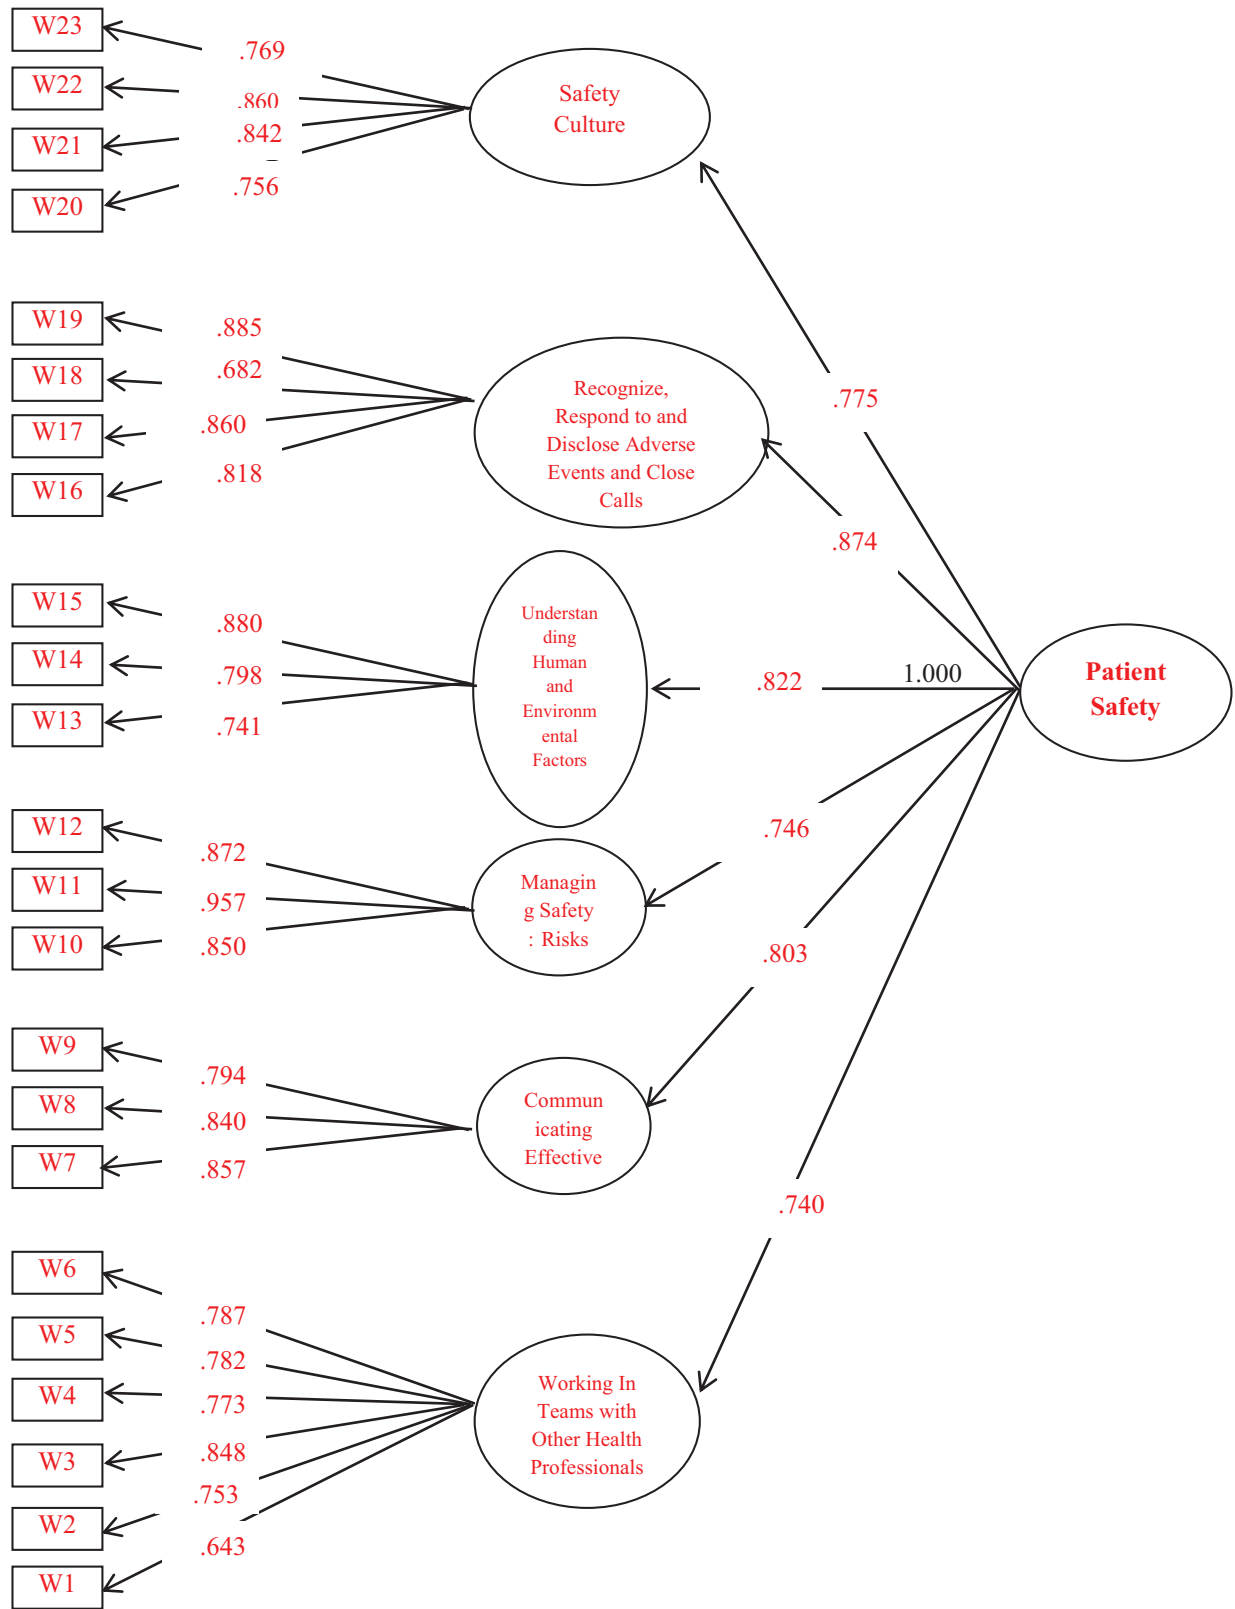 W23
.769
W22
.860
W21
.842
W20
.756
Safety
Culture
W19
.885
W18
.682
W17
.860
W16
.818
Recognize,
Respond to and
Disclose Adverse
Events and Close
Calls
.775
.874
W15
.880
W14
.798
W13
.741
Understan
ding
Human
and
Environm
ental
Factors
.822
1.000
Patient
Safety
W12
.872
W11
.957
W10
.850
Managin
g Safety
: Risks
.746
.803
W9
.794
W8
.840
W7
.857
Commun
icating
Effective
.740
W6
.787
W5
.782
W4
.773
W3
.848
W2
.753
W1
.643
Working In
Teams with
Other Health
Professionals